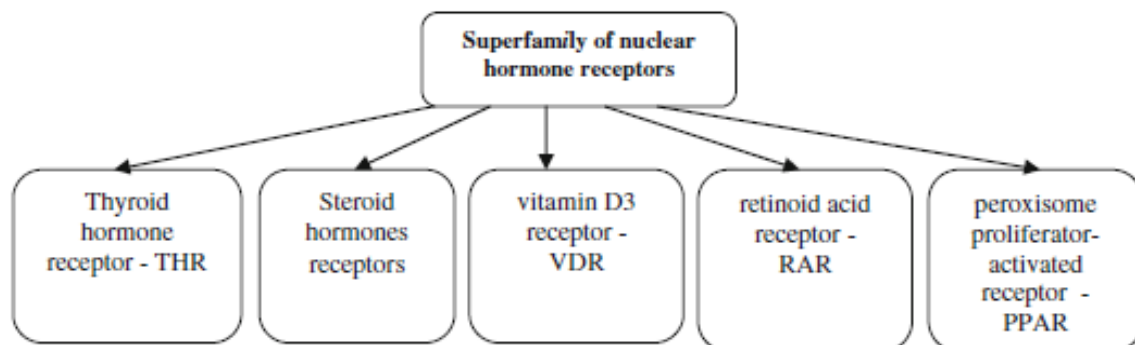 Superfamily of nuclear
hormone receptors
Thyroid
hormone
receptor - THR
Steroid
hormones
receptors
vitamin D3
receptor -
VDR
retinoid acid
receptor -
RAR
peroxisome
proliferator-
activated
receptor -
PPAR